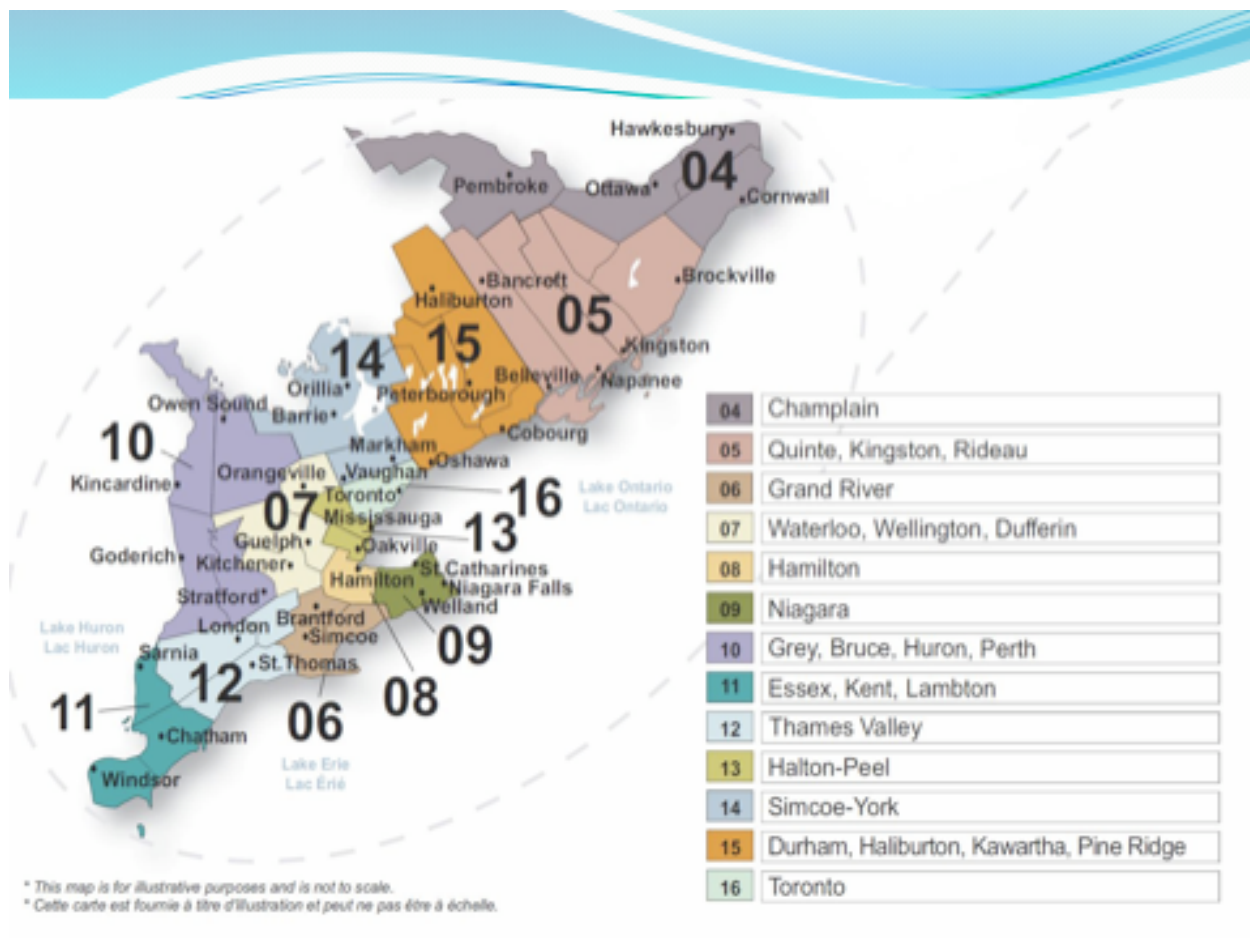 Hawkesbury
04
Pembroke
Ottawa
Cornwall
Bancroft
Brockville
Haliburton
05
15
14
Kingston
Belleville
Napanee
Orillia
Peterborough
Owen Sound
Barrie
10
Cobourg
Markham
Oshawa
Orangeville
Vaughan
Kincardine
Toronto
16
Lake Ontario
Lac Ontario
07
Mississauga
13
Guelph
Oakville
Goderich
Kitchener
Hamilton
St.Catharines
Niagara Falls
Stratford
Welland
Brantford
London
Simcoe
Lake Huron
Lac Huron
09
Sarnia
St.Thomas
12
08
11
06
Chatham
Lake Erie
Lac Érié
Windsor
04 Champlain
05 Quinte, Kingston, Rideau
06 Grand River
07 Waterloo, Wellington, Dufferin
08 Hamilton
09 Niagara
10 Grey, Bruce, Huron, Perth
11 Essex, Kent, Lambton
12 Thames Valley
13 Halton-Peel
14 Simcoe-York
15 Durham, Haliburton, Kawartha, Pine Ridge
16 Toronto
* This map is for illustrative purposes and is not to scale.
* Cette carte est fournie à titre d'illustration et peut ne pas être à échelle.